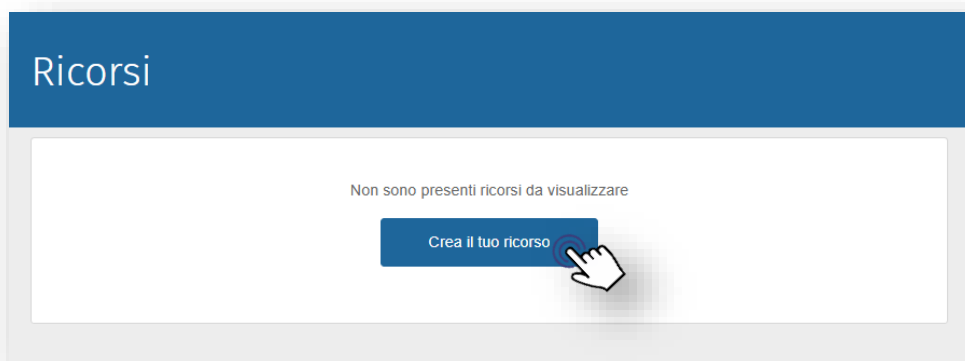 Ricorsi
Non sono presenti ricorsi da visualizzare
Crea il tuo ricorso